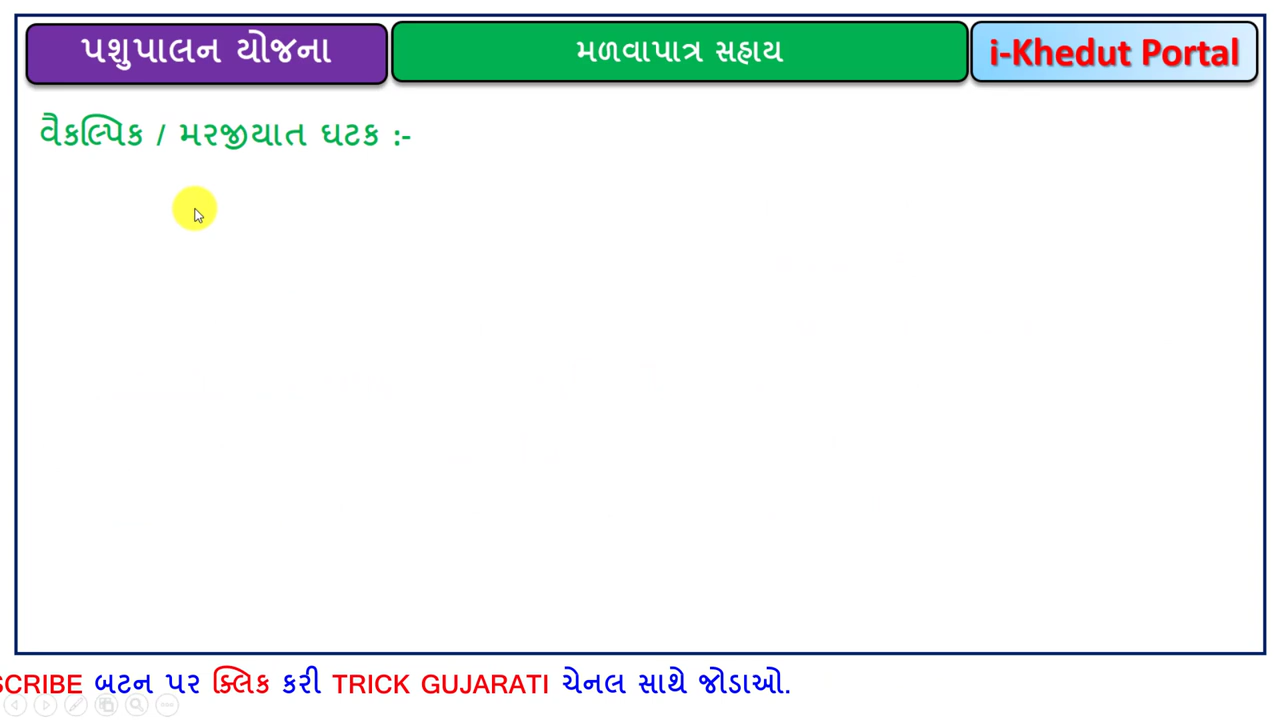 પશુપાલન યોજના
મળવાપાત્ર સહાય
i-Khedut Portal
વૈકલ્પિક / મરજીયાત ઘટક :-
SCRIBE બટન પર ક્લિક કરી TRICK GUJARATI ચેનલ સાથે જોડાઓ.